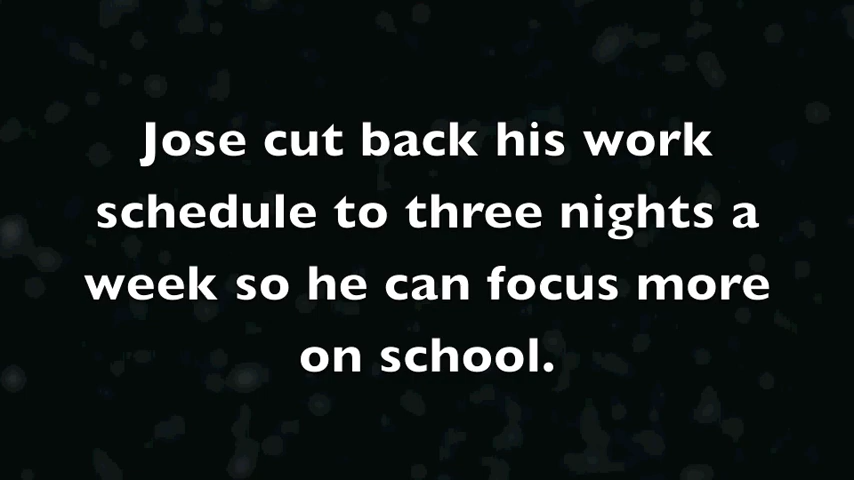 Jose cut back his work
schedule to three nights a
week so he can focus more
on school.